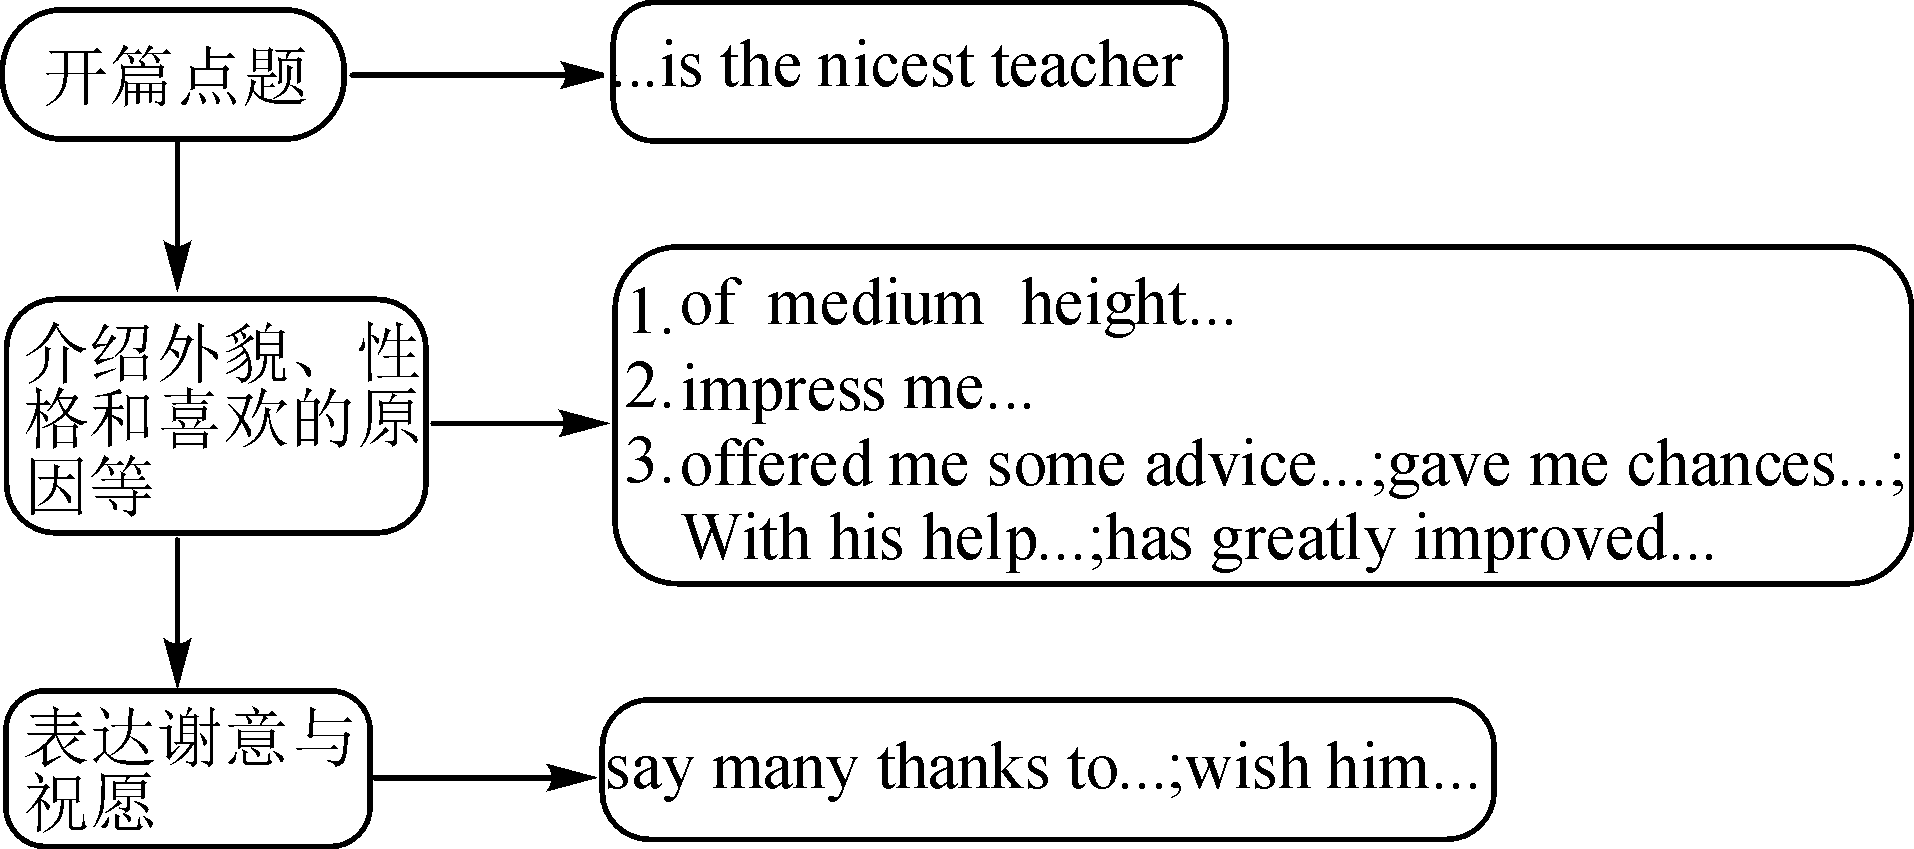 开篇点题
...is the nicest teacher
介绍外貌、性
格和喜欢的原
因等
1.of medium height...
2.impress me...
3.offered me some advice...;gave me chances...;
With his help...;has greatly improved...
表达谢意与
祝愿
say many thanks to...;wish him...